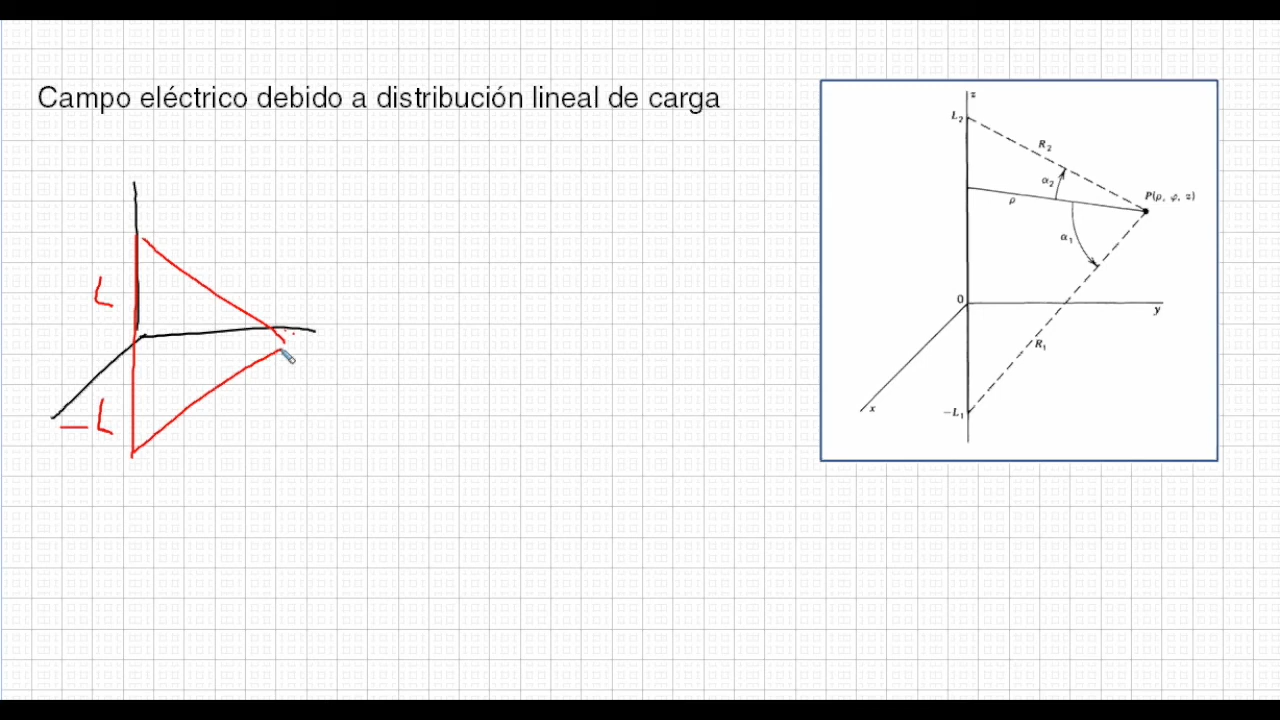 Campo eléctrico debido a distribución lineal de carga
L
-L
z
L₂
R₂
α₂
P(ρ, φ, z)
ρ
α₁
0
y
R₁
x
-L₁